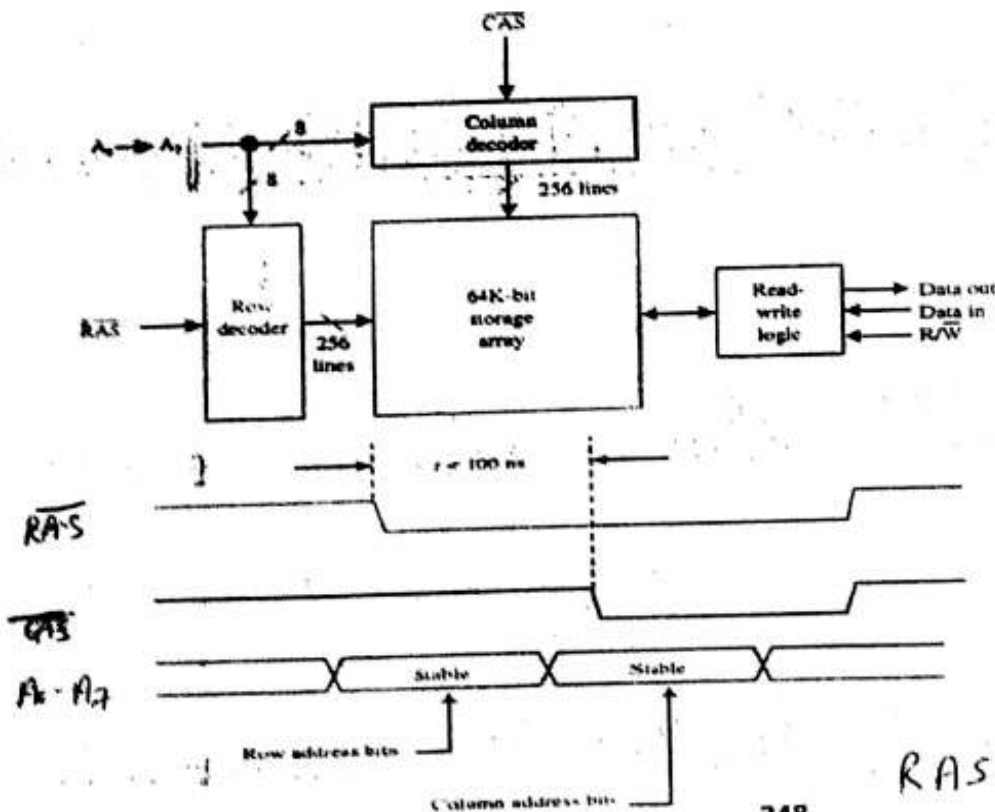 CAS
Column
decoder
A₀ → A₇
8
8
256 lines
Row
decoder
RAS
256
lines
64K-bit
storage
array
Read-
write
logic
Data out
Data in
R/W
100 ns
RAS
CAS
A₀ - A₇
Stable
Stable
Row address bits
Column address bits
RAS
248